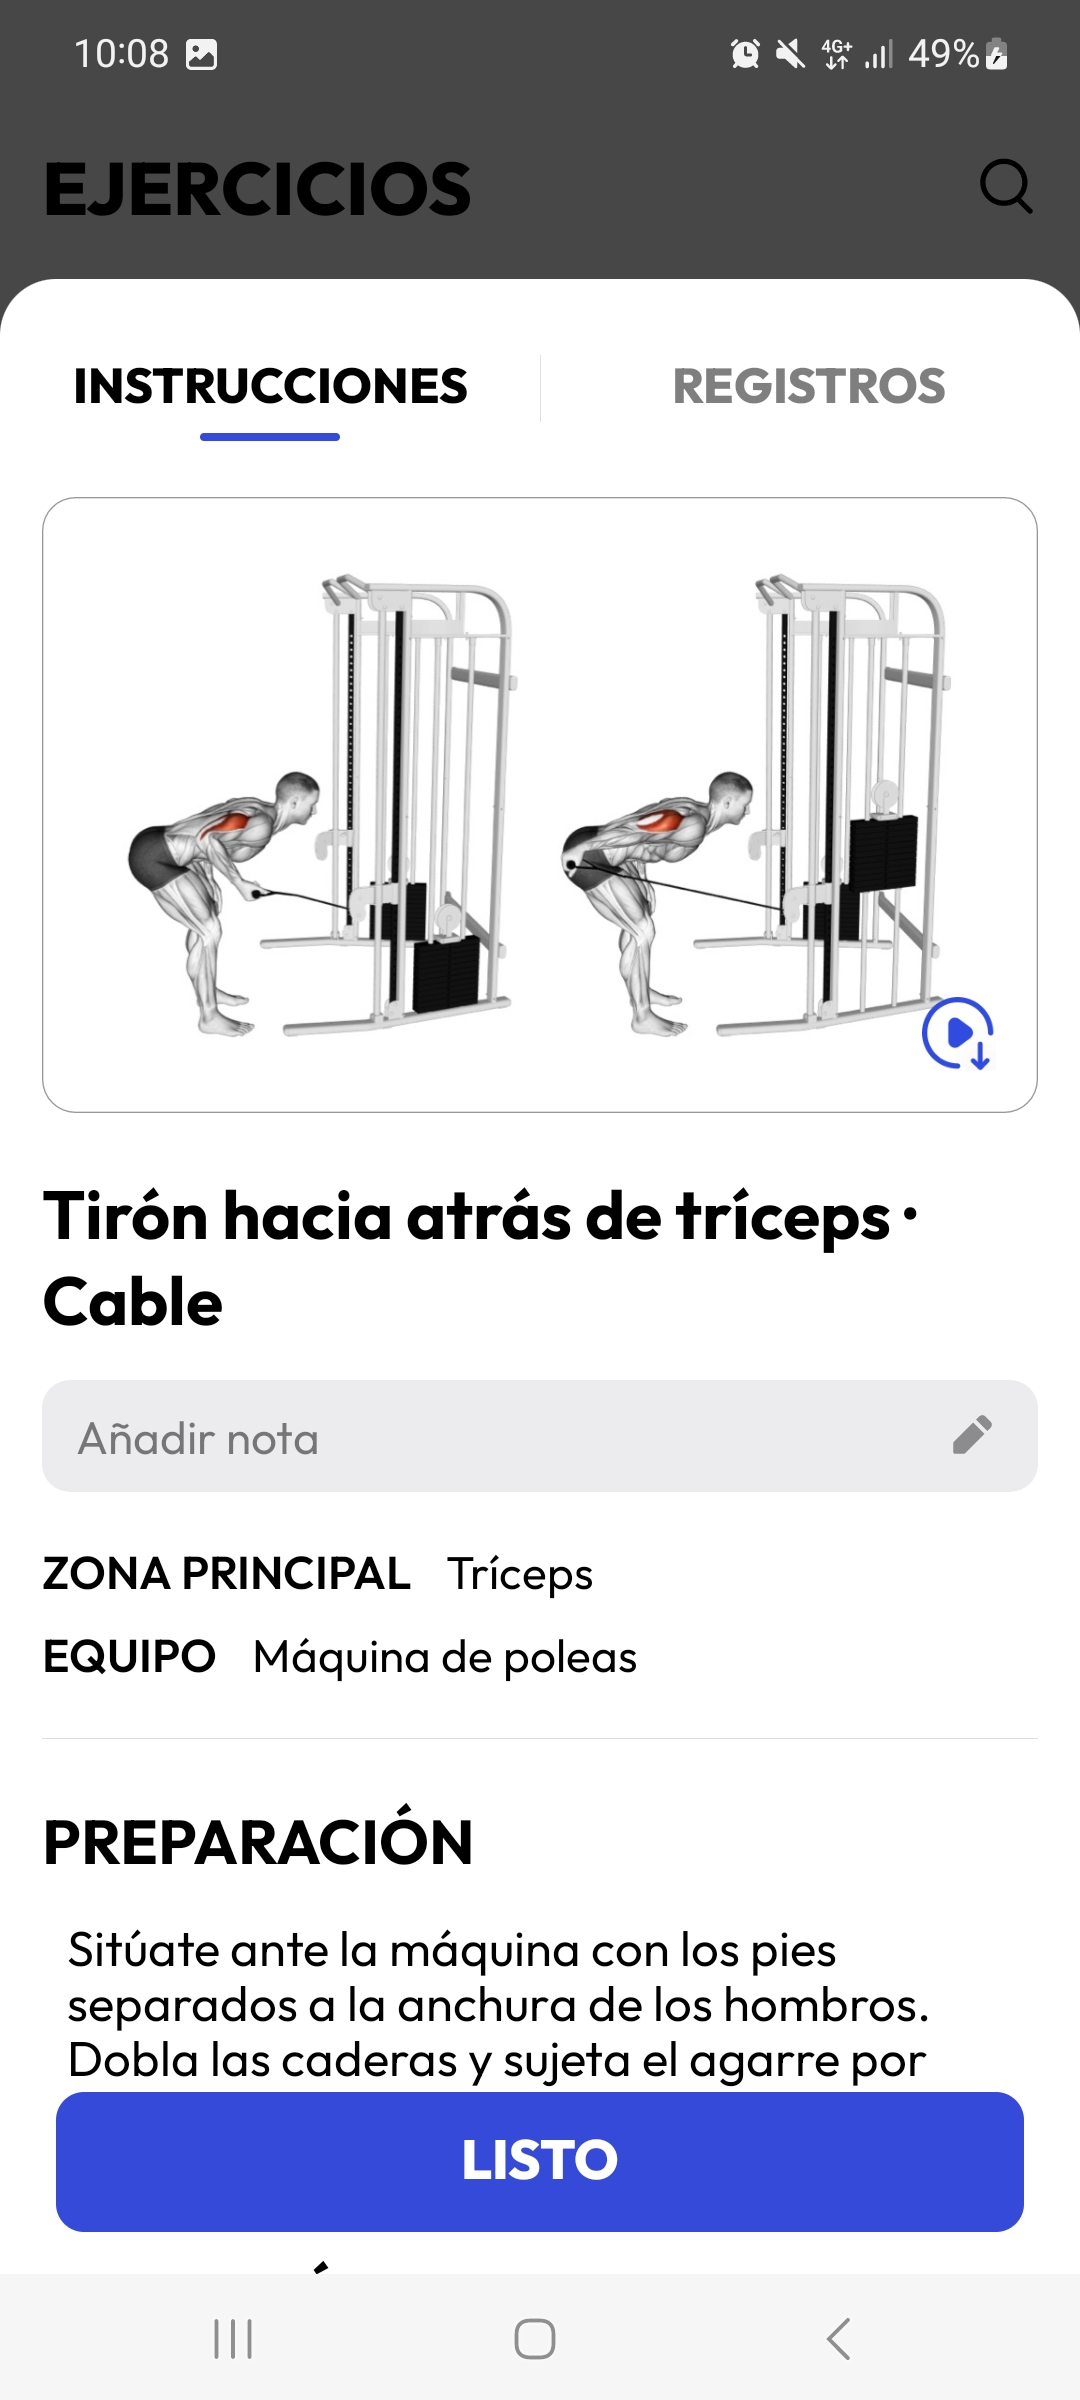 10:08
4G+
49%
EJERCICIOS
INSTRUCCIONES
REGISTROS
Tirón hacia atrás de tríceps ·
Cable
Añadir nota
ZONA PRINCIPAL Tríceps
EQUIPO Máquina de poleas
PREPARACIÓN
Sitúate ante la máquina con los pies
separados a la anchura de los hombros.
Dobla las caderas y sujeta el agarre por
LISTO